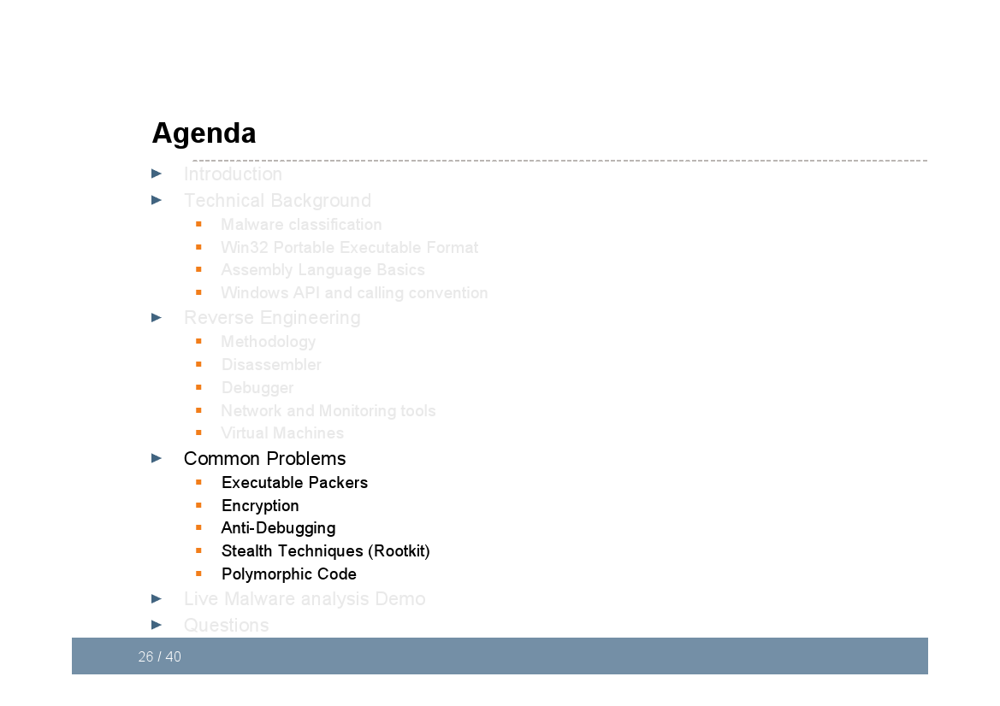 Agenda
Introduction
Technical Background
Malware classification
Win32 Portable Executable Format
Assembly Language Basics
Windows API and calling convention
Reverse Engineering
Methodology
Disassembler
Debugger
Network and Monitoring tools
Virtual Machines
Common Problems
Executable Packers
Encryption
Anti-Debugging
Stealth Techniques (Rootkit)
Polymorphic Code
Live Malware analysis Demo
Questions
26 / 40